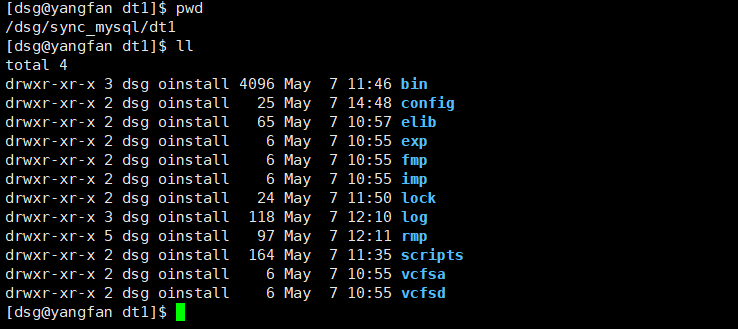 [dsg@yangfan dt1]$ pwd
/dsg/sync_mysql/dt1
[dsg@yangfan dt1]$ ll
total 4
drwxr-xr-x 3 dsg oinstall 4096 May  7 11:46 bin
drwxr-xr-x 2 dsg oinstall   25 May  7 14:48 config
drwxr-xr-x 2 dsg oinstall   65 May  7 10:57 elib
drwxr-xr-x 2 dsg oinstall    6 May  7 10:55 exp
drwxr-xr-x 2 dsg oinstall    6 May  7 10:55 fmp
drwxr-xr-x 2 dsg oinstall    6 May  7 10:55 imp
drwxr-xr-x 2 dsg oinstall   24 May  7 11:50 lock
drwxr-xr-x 3 dsg oinstall  118 May  7 12:10 log
drwxr-xr-x 5 dsg oinstall   97 May  7 12:11 rmp
drwxr-xr-x 2 dsg oinstall  164 May  7 11:35 scripts
drwxr-xr-x 2 dsg oinstall    6 May  7 10:55 vcfsa
drwxr-xr-x 2 dsg oinstall    6 May  7 10:55 vcfsd
[dsg@yangfan dt1]$